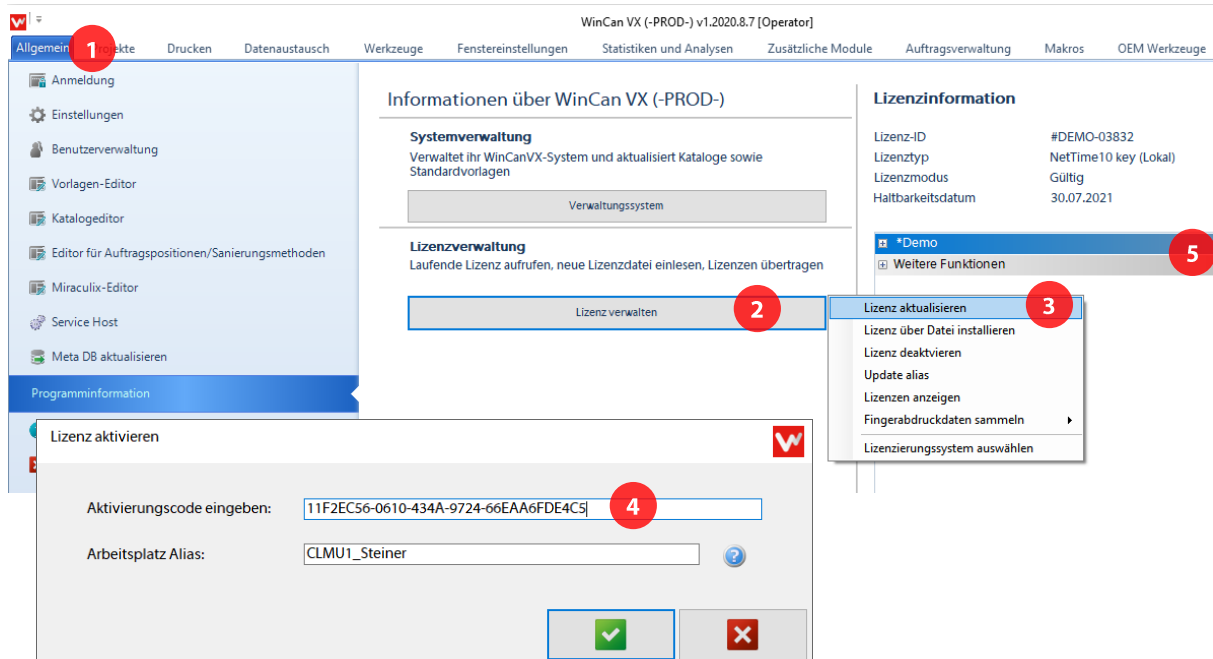 WinCan VX (-PROD-) v1.2020.8.7 [Operator]
Allgemein 1 Projekte Drucken Datenaustausch Werkzeuge Fenstereinstellungen Statistiken und Analysen Zusätzliche Module Auftragsverwaltung Makros OEM Werkzeuge
Anmeldung
Einstellungen
Benutzerverwaltung
Vorlagen-Editor
Katalogeditor
Editor für Auftragspositionen/Sanierungsmethoden
Miraculix-Editor
Service Host
Meta DB aktualisieren
Programminformation
Informationen über WinCan VX (-PROD-)
Systemverwaltung
Verwaltet ihr WinCanVX-System und aktualisiert Kataloge sowie
Standardvorlagen
Verwaltungssystem
Lizenzverwaltung
Laufende Lizenz aufrufen, neue Lizenzdatei einlesen, Lizenzen übertragen
Lizenz verwalten 2
Lizenzinformation
Lizenz-ID #DEMO-03832
Lizenztyp NetTime10 key (Lokal)
Lizenzmodus Gültig
Haltbarkeitsdatum 30.07.2021
*Demo
5
Weitere Funktionen
Lizenz aktualisieren 3
Lizenz über Datei installieren
Lizenz deaktvieren
Update alias
Lizenzen anzeigen
Fingerabdruckdaten sammeln
Lizenzierungssystem auswählen
Lizenz aktivieren
Aktivierungscode eingeben: 11F2EC56-0610-434A-9724-66EAA6FDE4C5 4
Arbeitsplatz Alias: CLMU1_Steiner